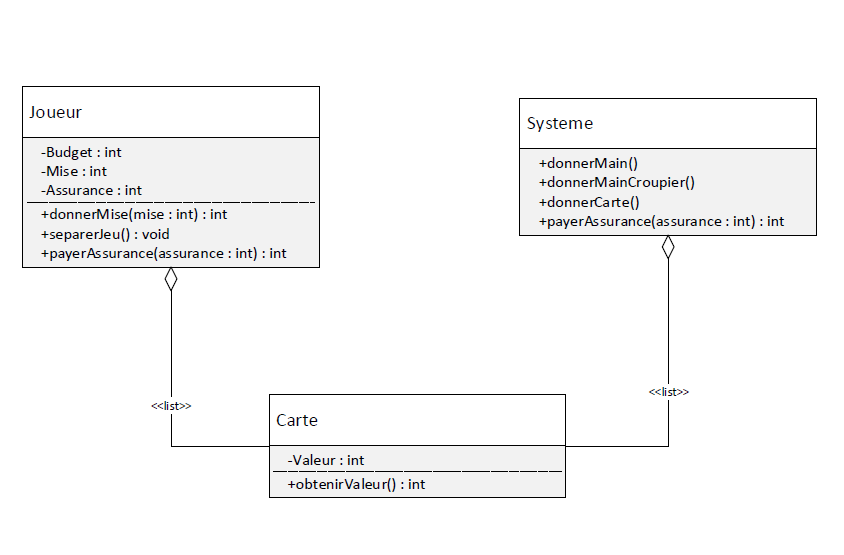 Joueur
-Budget : int
-Mise : int
-Assurance : int
+donnerMise(mise : int) : int
+separerJeu() : void
+payerAssurance(assurance : int) : int
Systeme
+donnerMain()
+donnerMainCroupier()
+donnerCarte()
+payerAssurance(assurance : int) : int
<<list>>
<<list>>
Carte
-Valeur : int
+obtenirValeur() : int